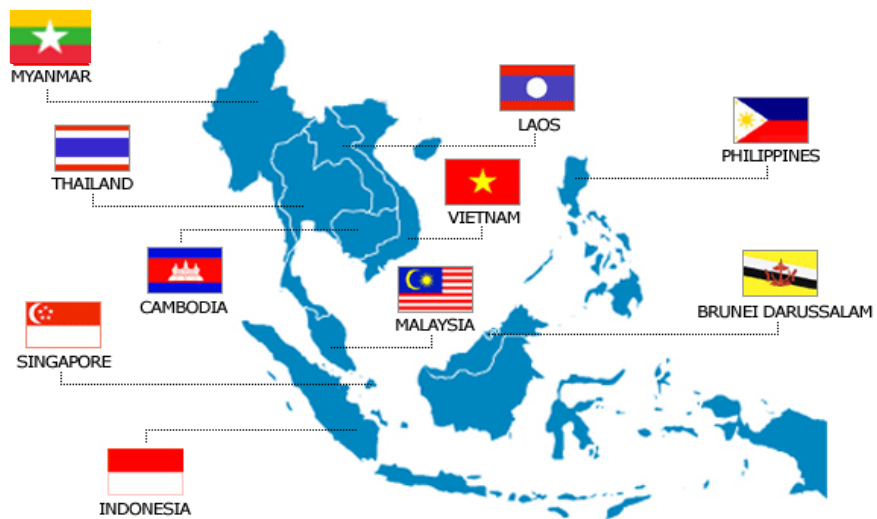 MYANMAR
LAOS
PHILIPPINES
THAILAND
VIETNAM
CAMBODIA
MALAYSIA
BRUNEI DARUSSALAM
SINGAPORE
INDONESIA